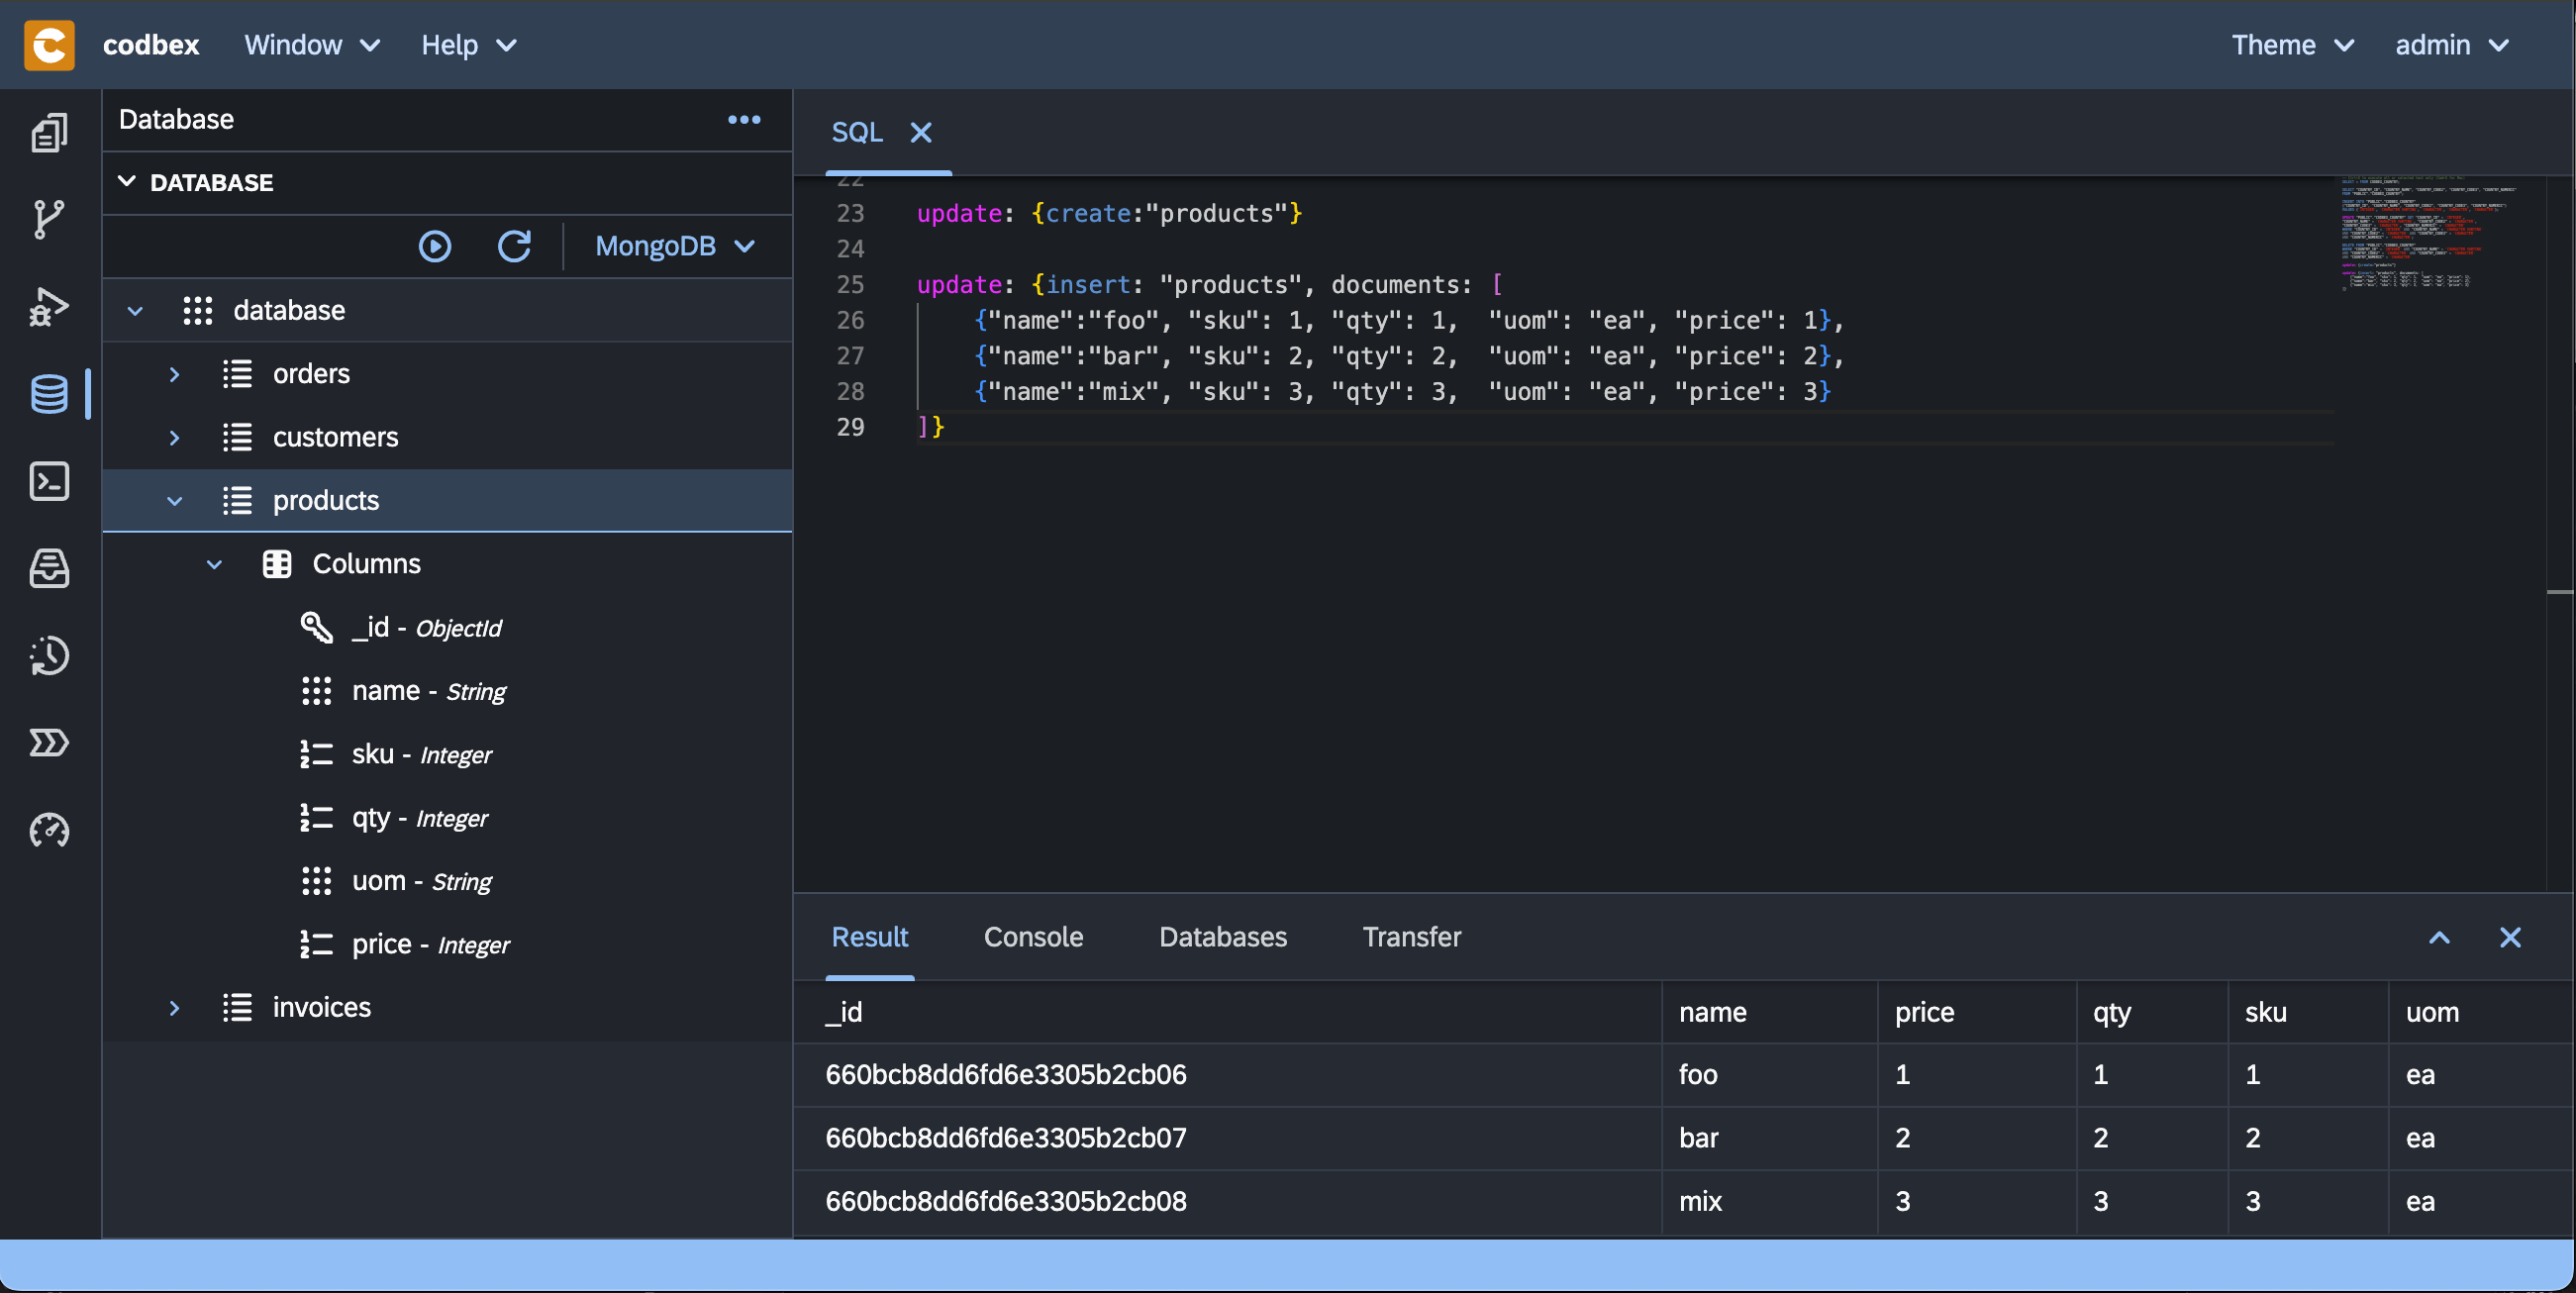 codbex Window Help Theme admin
Database
DATABASE
MongoDB
database
orders
customers
products
Columns
_id - ObjectId
name - String
sku - Integer
qty - Integer
uom - String
price - Integer
invoices
SQL
22
23 update: {create:"products"}
24
25 update: {insert: "products", documents: [
26 {"name":"foo", "sku": 1, "qty": 1,  "uom": "ea", "price": 1},
27 {"name":"bar", "sku": 2, "qty": 2,  "uom": "ea", "price": 2},
28 {"name":"mix", "sku": 3, "qty": 3,  "uom": "ea", "price": 3}
29 ]}
Result Console Databases Transfer
_id name price qty sku uom
660bcb8dd6fd6e3305b2cb06 foo 1 1 1 ea
660bcb8dd6fd6e3305b2cb07 bar 2 2 2 ea
660bcb8dd6fd6e3305b2cb08 mix 3 3 3 ea